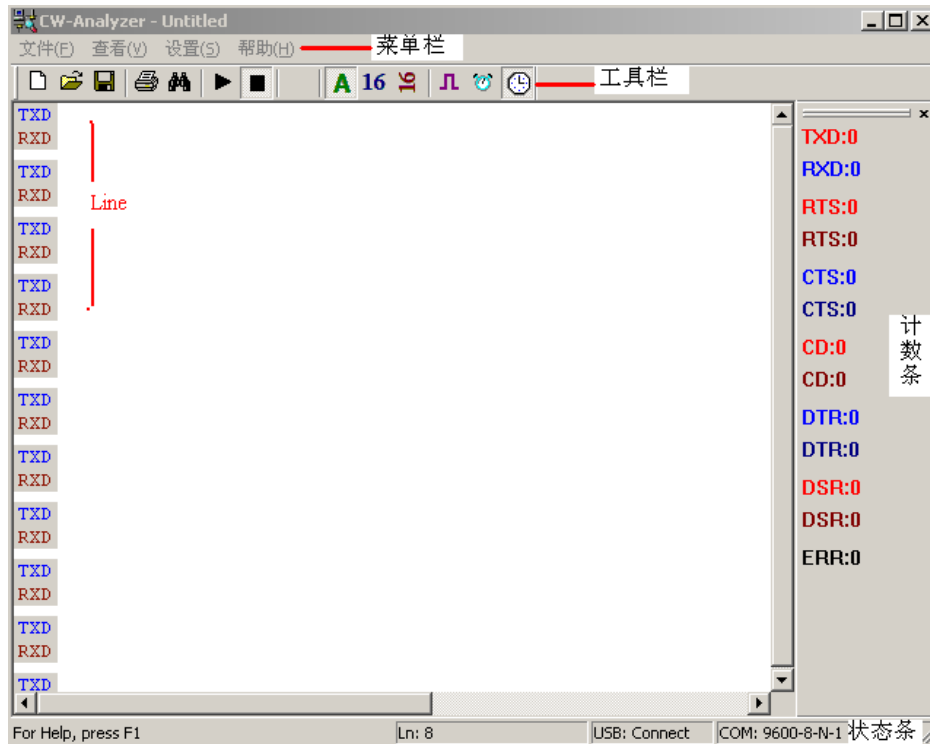 CW-Analyzer - Untitled
文件(F) 查看(V) 设置(S) 帮助(H) 菜单栏
A 16 16 工具栏
TXD
RXD
TXD
RXD
Line
TXD
RXD
TXD
RXD
TXD
RXD
TXD
RXD
TXD
RXD
TXD
RXD
TXD
RXD
TXD
RXD
TXD
TXD:0
RXD:0
RTS:0
RTS:0
CTS:0
CTS:0
CD:0
CD:0
DTR:0
DTR:0
DSR:0
DSR:0
ERR:0
计数条
For Help, press F1 Ln: 8 USB: Connect COM: 9600-8-N-1 状态条